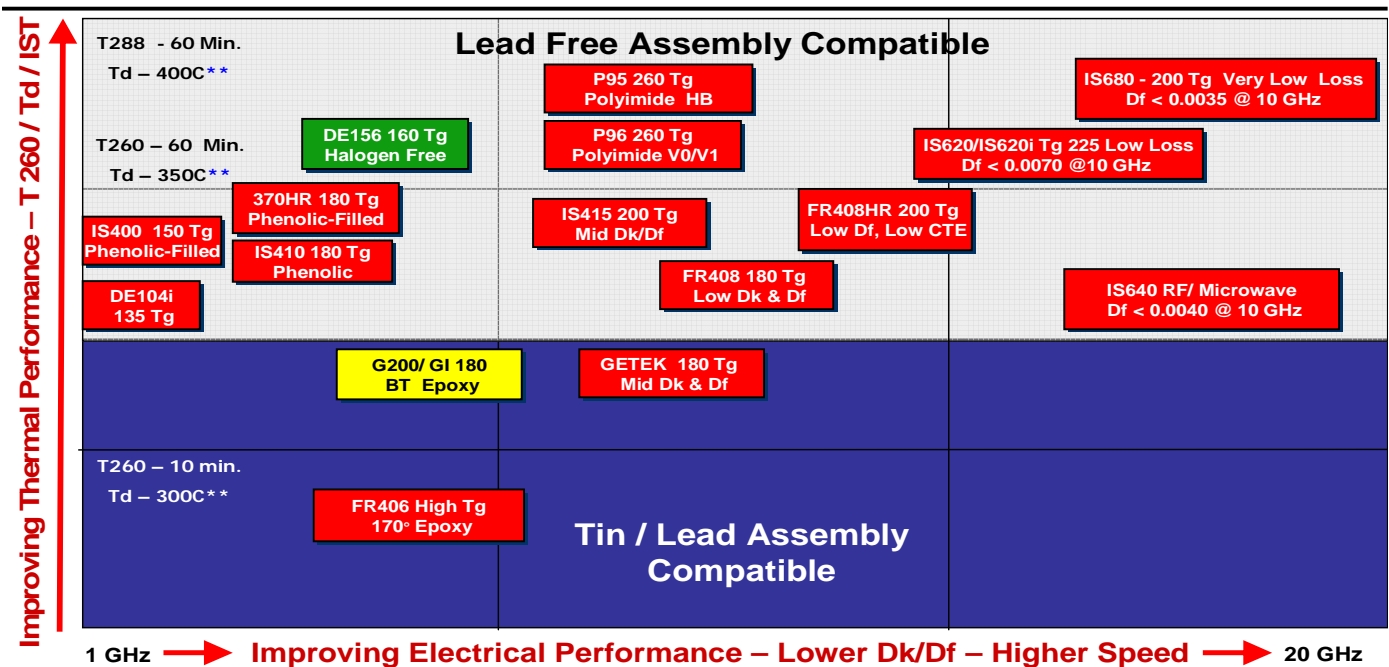 Improving Thermal Performance – T 260 / Td / IST
T288 - 60 Min.
Td – 400C**
Lead Free Assembly Compatible
P95 260 Tg
Polyimide HB
IS680 - 200 Tg Very Low Loss
Df < 0.0035 @ 10 GHz
T260 – 60 Min.
Td – 350C**
DE156 160 Tg
Halogen Free
P96 260 Tg
Polyimide V0/V1
IS620/IS620i Tg 225 Low Loss
Df < 0.0070 @10 GHz
IS400 150 Tg
Phenolic-Filled
370HR 180 Tg
Phenolic-Filled
IS415 200 Tg
Mid Dk/Df
FR408HR 200 Tg
Low Df, Low CTE
IS410 180 Tg
Phenolic
FR408 180 Tg
Low Dk & Df
DE104i
135 Tg
IS640 RF/ Microwave
Df < 0.0040 @ 10 GHz
G200/ GI 180
BT Epoxy
GETEK 180 Tg
Mid Dk & Df
T260 – 10 min.
Td – 300C**
FR406 High Tg
170° Epoxy
Tin / Lead Assembly
Compatible
1 GHz
Improving Electrical Performance – Lower Dk/Df – Higher Speed
20 GHz